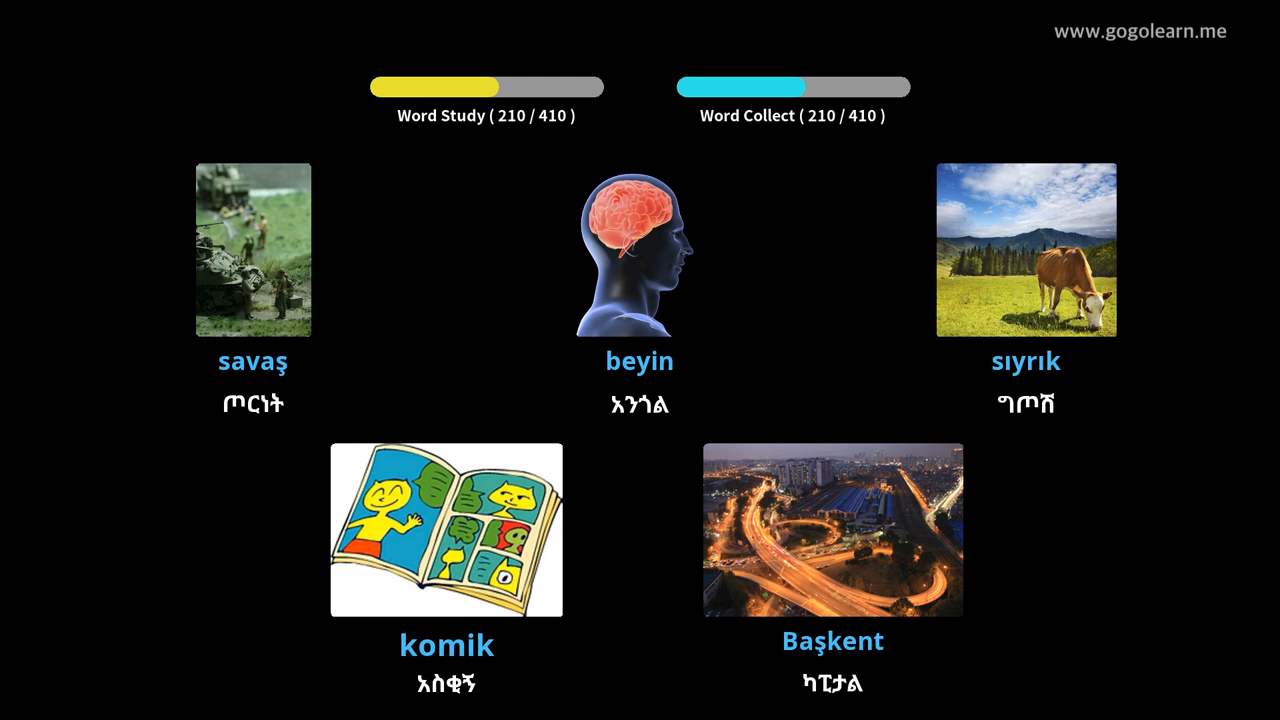 www.gogolearn.me
Word Study ( 210 / 410 )
Word Collect ( 210 / 410 )
savaş
beyin
sıyrık
ጦርነት
አንጎል
ግጦሽ
komik
Başkent
አስቂኝ
ካፒታል